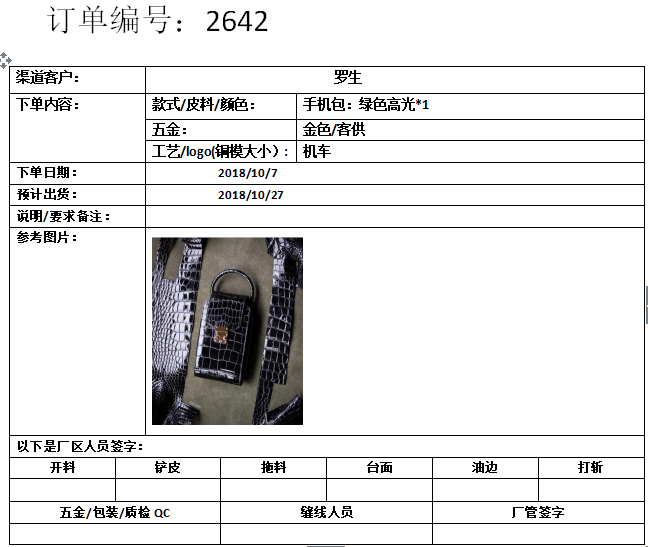 订单编号：2642
渠道客户： 罗生
下单内容： 款式/皮料/颜色： 手机包：绿色高光*1
五金： 金色/客供
工艺/logo(铜模大小）： 机车
下单日期： 2018/10/7
预计出货： 2018/10/27
说明/要求备注：
参考图片：
以下是厂区人员签字：
开料 铲皮 拖料 台面 油边 打斩
五金/包装/质检 QC 缝线人员 厂管签字